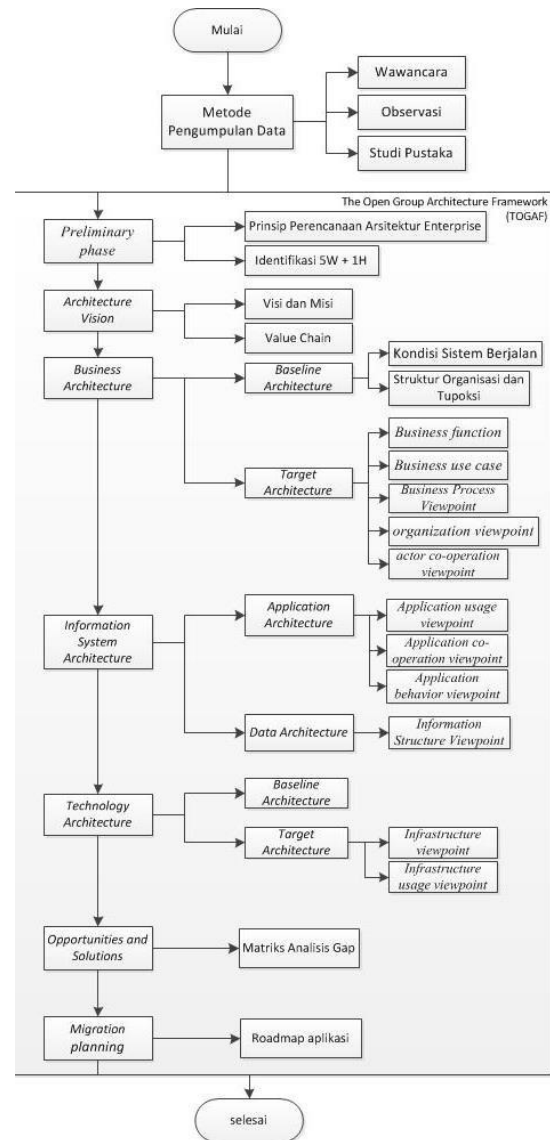 Mulai
Metode
Pengumpulan Data
Wawancara
Observasi
Studi Pustaka
The Open Group Architecture Framework
(TOGAF)
Preliminary
phase
Prinsip Perencanaan Arsitektur Enterprise
Identifikasi 5W + 1H
Architecture
Vision
Visi dan Misi
Value Chain
Business
Architecture
Baseline
Architecture
Kondisi Sistem Berjalan
Struktur Organisasi dan
Tupoksi
Target
Architecture
Business function
Business use case
Business Process
Viewpoint
organization viewpoint
actor co-operation
viewpoint
Information
System
Architecture
Application
Architecture
Application usage
viewpoint
Application co-
operation viewpoint
Application
behavior viewpoint
Data Architecture
Information
Structure Viewpoint
Technology
Architecture
Baseline
Architecture
Target
Architecture
Infrastructure
viewpoint
Infrastructure
usage viewpoint
Opportunities and
Solutions
Matriks Analisis Gap
Migration
planning
Roadmap aplikasi
selesai